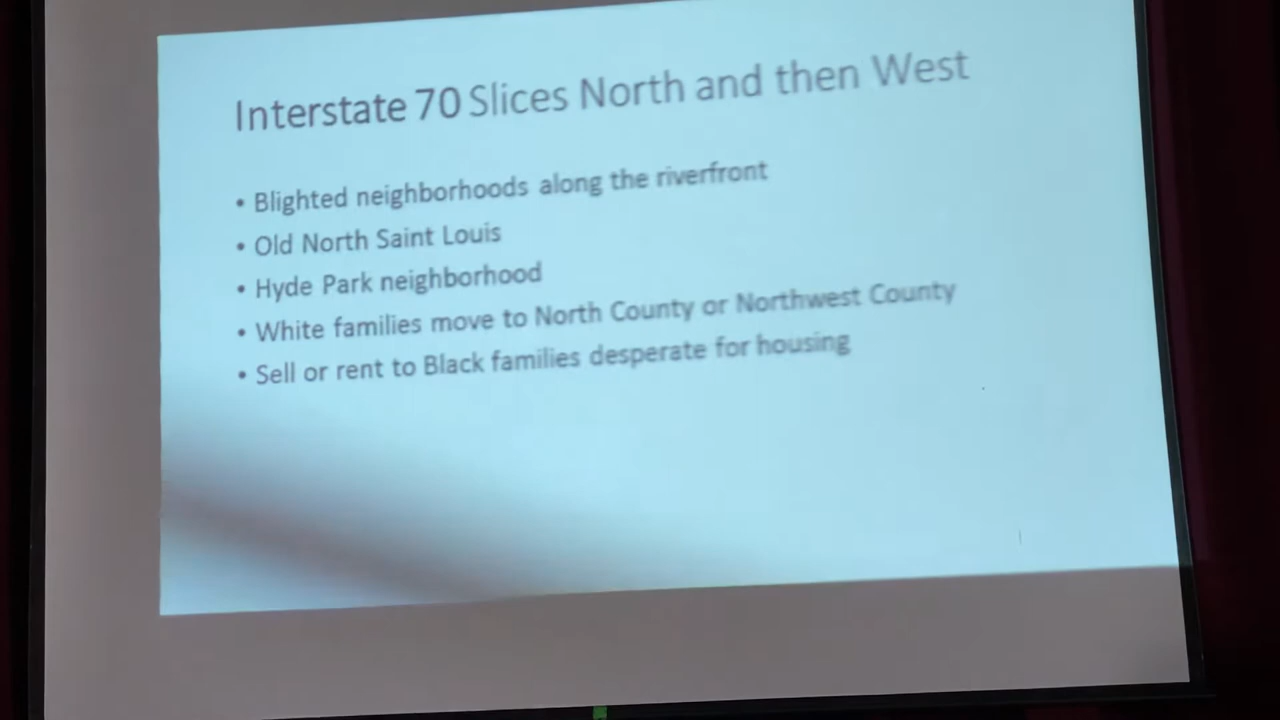 Interstate 70 Slices North and then West
• Blighted neighborhoods along the riverfront
• Old North Saint Louis
• Hyde Park neighborhood
• White families move to North County or Northwest County
• Sell or rent to Black families desperate for housing